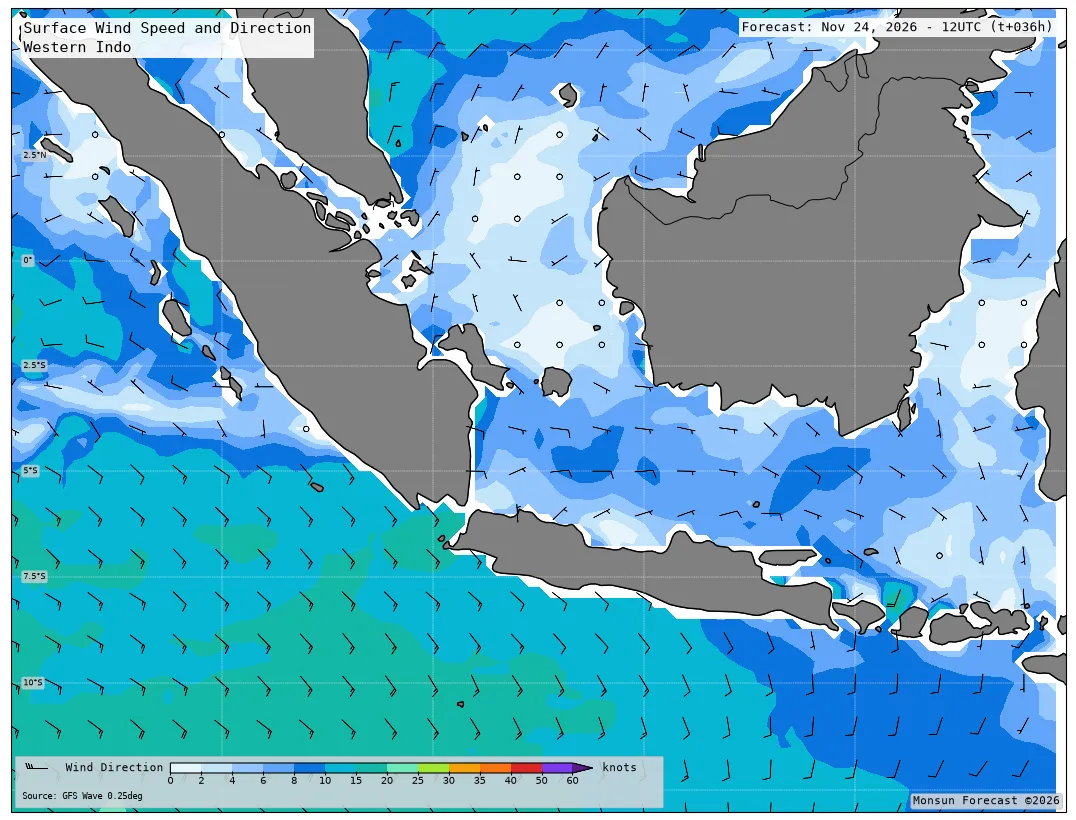 Surface Wind Speed and Direction
Western Indo
Forecast: Nov 24, 2026 - 12UTC (t+036h)
2.5°N
0°
2.5°S
5°S
7.5°S
10°S
Wind Direction
0 2 4 6 8 10 15 20 25 30 35 40 50 60
knots
Source: GFS Wave 0.25deg
Monsun Forecast ©2026